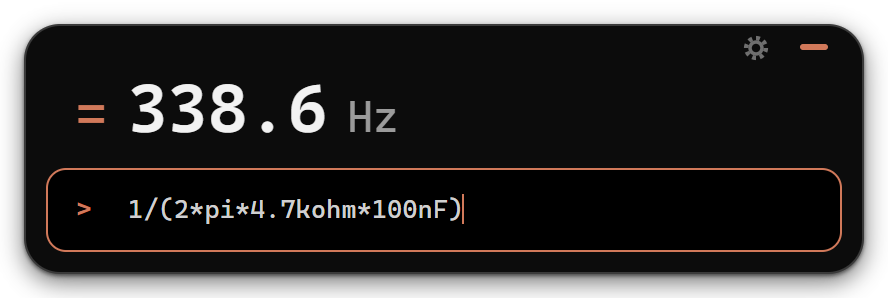 = 338.6 Hz
> 1/(2*pi*4.7kohm*100nF)